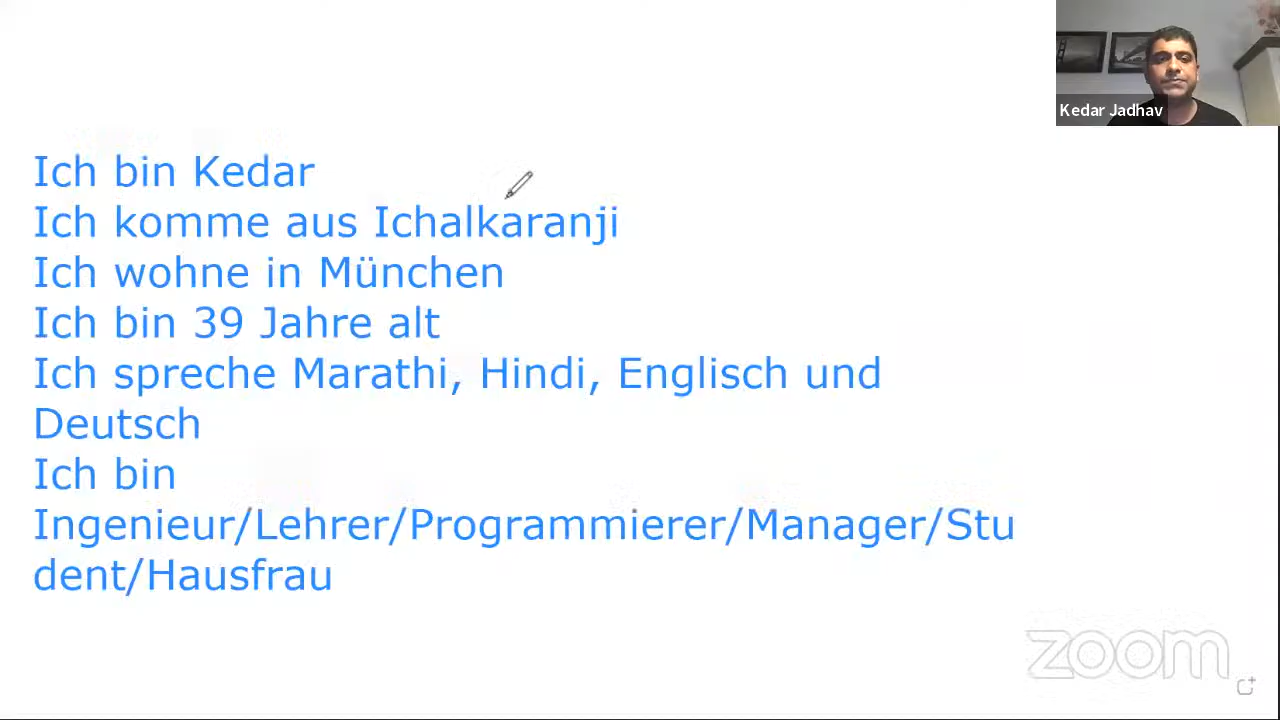 Kedar Jadhav
Ich bin Kedar
Ich komme aus Ichalkaranji
Ich wohne in München
Ich bin 39 Jahre alt
Ich spreche Marathi, Hindi, Englisch und
Deutsch
Ich bin
Ingenieur/Lehrer/Programmierer/Manager/Stu
dent/Hausfrau
zoom